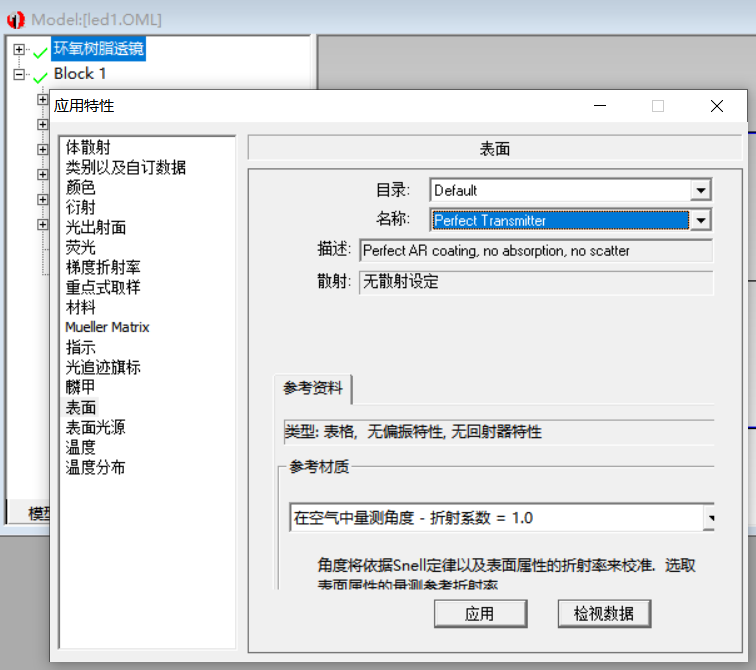 Model:[led1.OML]
环氧树脂透镜
Block 1
应用特性
体散射
类别以及自订数据
颜色
衍射
光出射面
荧光
梯度折射率
重点式取样
材料
Mueller Matrix
指示
光追迹旗标
麟甲
表面
表面光源
温度
温度分布
表面
目录: Default
名称: Perfect Transmitter
描述: Perfect AR coating, no absorption, no scatter
散射: 无散射设定
参考资料
类型: 表格, 无偏振特性, 无回射器特性
参考材质
在空气中量测角度 - 折射系数 = 1.0
角度将依据Snell定律以及表面属性的折射率来校准. 选取
表面属性的量测参考折射率
应用 检视数据